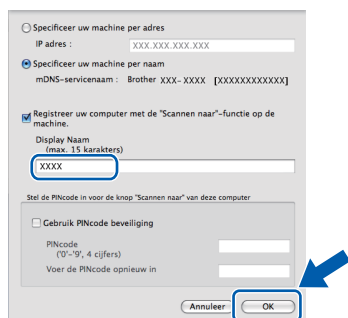 Specificeer uw machine per adres
IP adres : XXX.XXX.XXX.XXX
Specificeer uw machine per naam
mDNS-servicenaam : Brother XXX-XXXX [XXXXXXXXXXXX]
Registreer uw computer met de "Scannen naar"-functie op de
machine.
Display Naam
(max. 15 karakters)
XXXX
Stel de PINcode in voor de knop "Scannen naar" van deze computer
Gebruik PINcode beveiliging
PINcode
('0'-'9', 4 cijfers)
Voer de PINcode opnieuw in
Annuleer OK